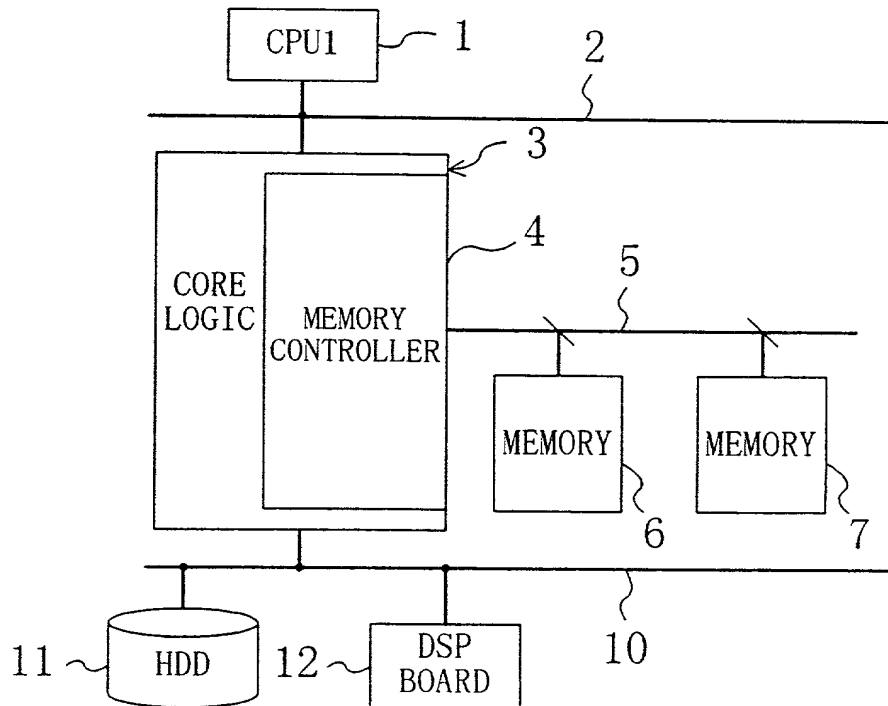 CPU1
1
2
3
4
CORE
LOGIC
MEMORY
CONTROLLER
5
MEMORY
MEMORY
6
7
10
11
HDD
12
DSP
BOARD